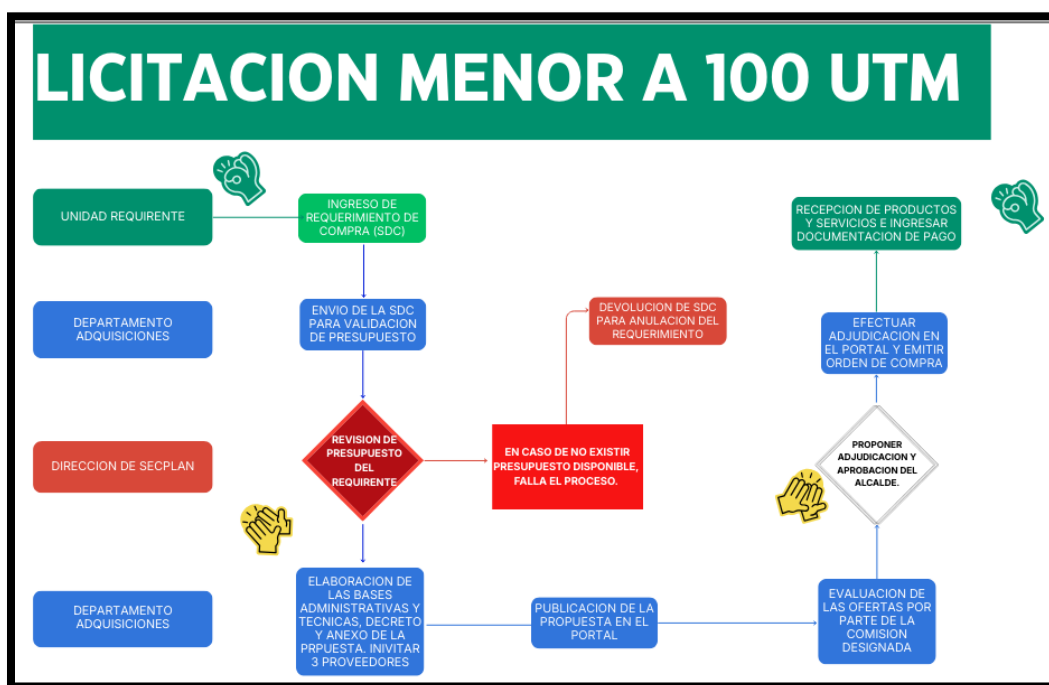 LICITACION MENOR A 100 UTM
UNIDAD REQUIRENTE
INGRESO DE
REQUERIMIENTO DE
COMPRA (SDC)
RECEPCION DE PRODUCTOS
Y SERVICIOS E INGRESAR
DOCUMENTACION DE PAGO
DEPARTAMENTO
ADQUISICIONES
ENVIO DE LA SDC
PARA VALIDACION
DE PRESUPUESTO
DEVOLUCION DE SDC
PARA ANULACION DEL
REQUERIMIENTO
EFECTUAR
ADJUDICACION EN
EL PORTAL Y EMITIR
ORDEN DE COMPRA
DIRECCION DE SECPLAN
REVISION DE
PRESUPUESTO
DEL
REQUIRENTE
EN CASO DE NO EXISTIR
PRESUPUESTO DISPONIBLE,
FALLA EL PROCESO.
PROPONER
ADJUDICACION Y
APROBACION DEL
ALCALDE.
DEPARTAMENTO
ADQUISICIONES
ELABORACION DE
LAS BASES
ADMINISTRATIVAS Y
TECNICAS, DECRETO
Y ANEXO DE LA
PRPUESTA. INIVITAR
3 PROVEEDORES
PUBLICACION DE LA
PROPUESTA EN EL
PORTAL
EVALUACION DE
LAS OFERTAS POR
PARTE DE LA
COMISION
DESIGNADA